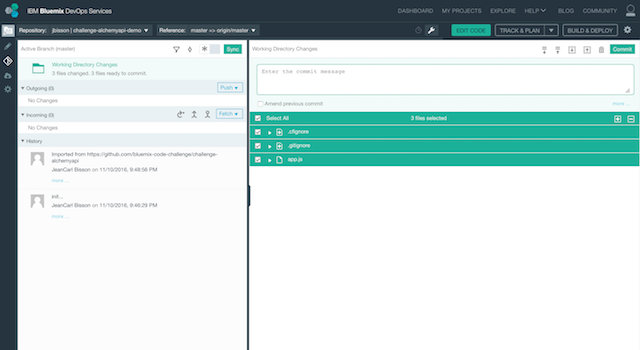 IBM Bluemix DevOps Services
DASHBOARD MY PROJECTS EXPLORE HELP BLOG COMMUNITY
Repository: jbisson | challenge-alchemyapi-demo Reference: master <=> origin/master EDIT CODE TRACK & PLAN BUILD & DEPLOY
Active Branch (master) Sync
Working Directory Changes
3 files changed. 3 files ready to commit.
Outgoing (0) Push
No Changes
Incoming (0) Fetch
No Changes
History
Imported from https://github.com/bluemix-code-challenge/challenge-
alchemyapi
JeanCarl Bisson on 11/10/2016, 9:48:56 PM
more ...
init...
JeanCarl Bisson on 11/10/2016, 9:46:29 PM
more ...
Working Directory Changes Commit
Enter the commit message
Amend previous commit more ...
Select All 3 files selected
.cfignore
.gitignore
app.js